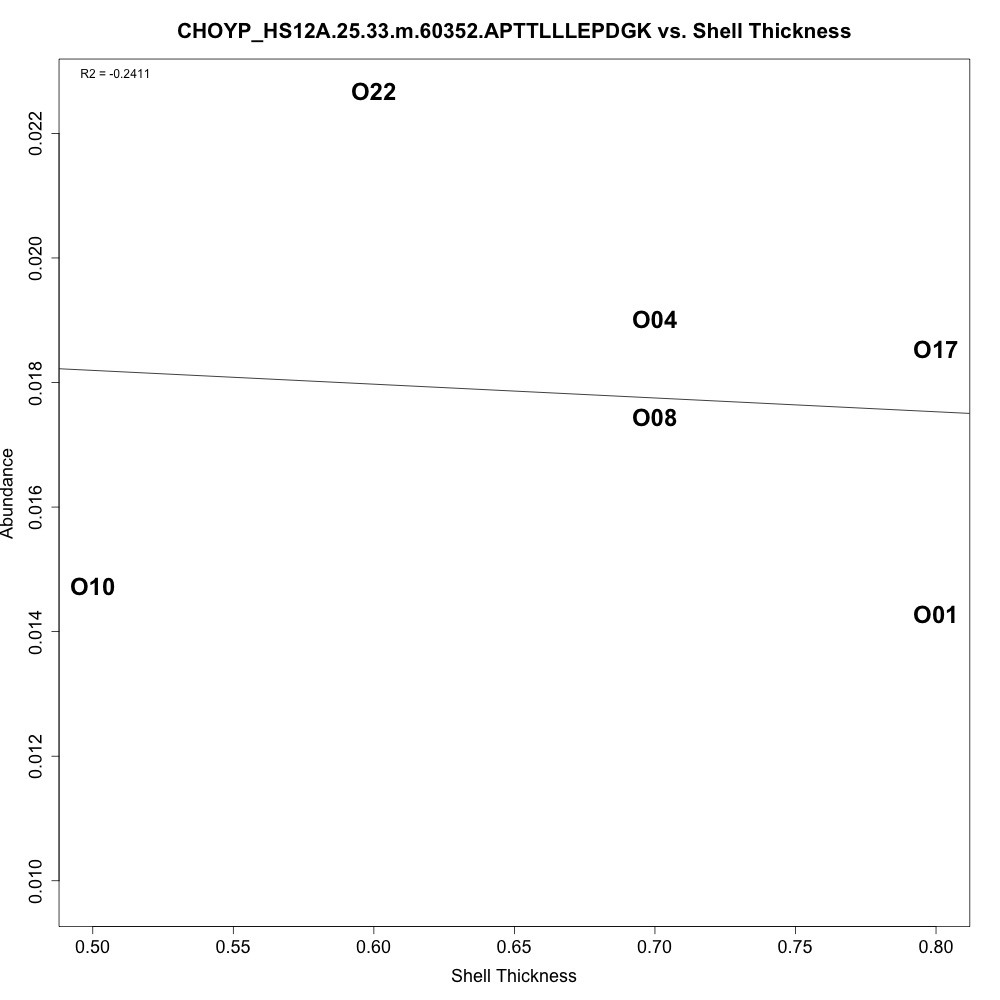 CHOYP_HS12A.25.33.m.60352.APTTLLLEPDGK vs. Shell Thickness
R2 = -0.2411
O22
O04
O17
O08
O10
O01
0.022
0.020
0.018
0.016
0.014
0.012
0.010
Abundance
0.50 0.55 0.60 0.65 0.70 0.75 0.80
Shell Thickness